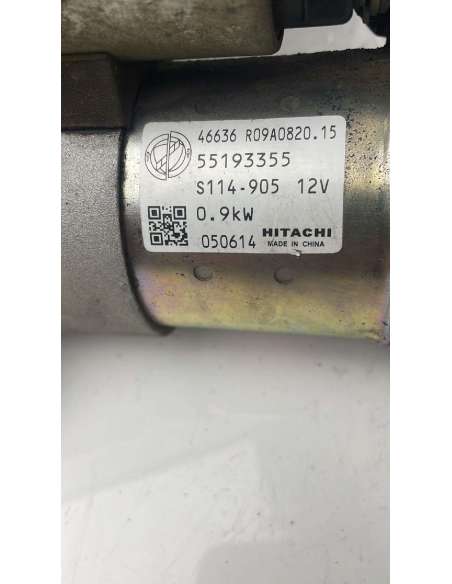 46636 R09A0820.15
55193355
S114-905 12V
0.9kW
050614 HITACHI
MADE IN CHINA